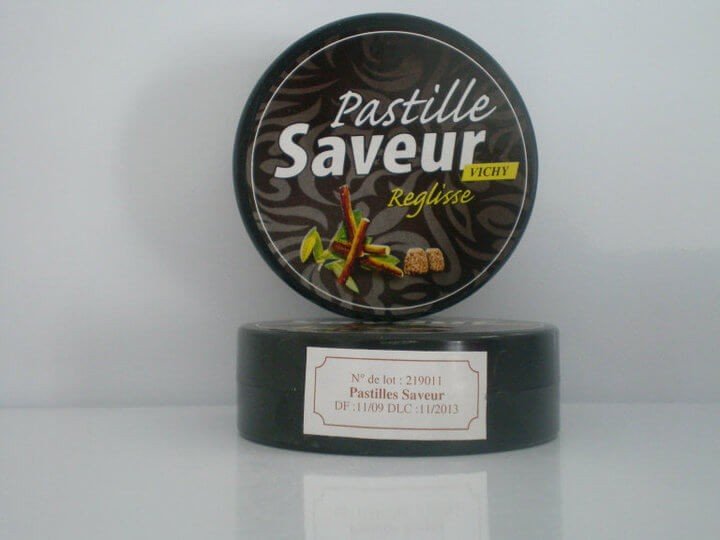 Pastille
Saveur
VICHY
Reglisse
N° de lot : 219011
Pastilles Saveur
DF :11/09 DLC :11/2013